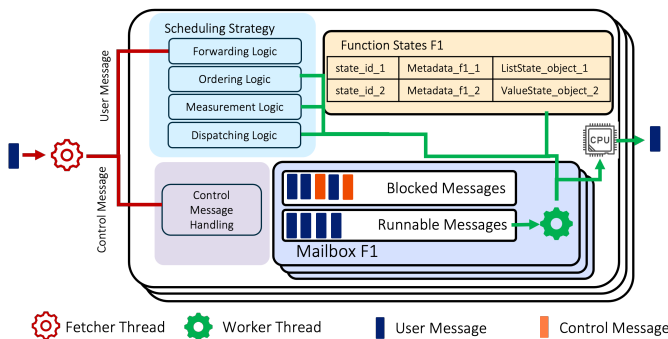 Scheduling Strategy
Forwarding Logic
Ordering Logic
Measurement Logic
Dispatching Logic
User Message
Control Message
Control
Message
Handling
Function States F1
state_id_1 Metadata_f1_1 ListState_object_1
state_id_2 Metadata_f1_2 ValueState_object_2
CPU
Blocked Messages
Runnable Messages
Mailbox F1
Fetcher Thread Worker Thread User Message Control Message